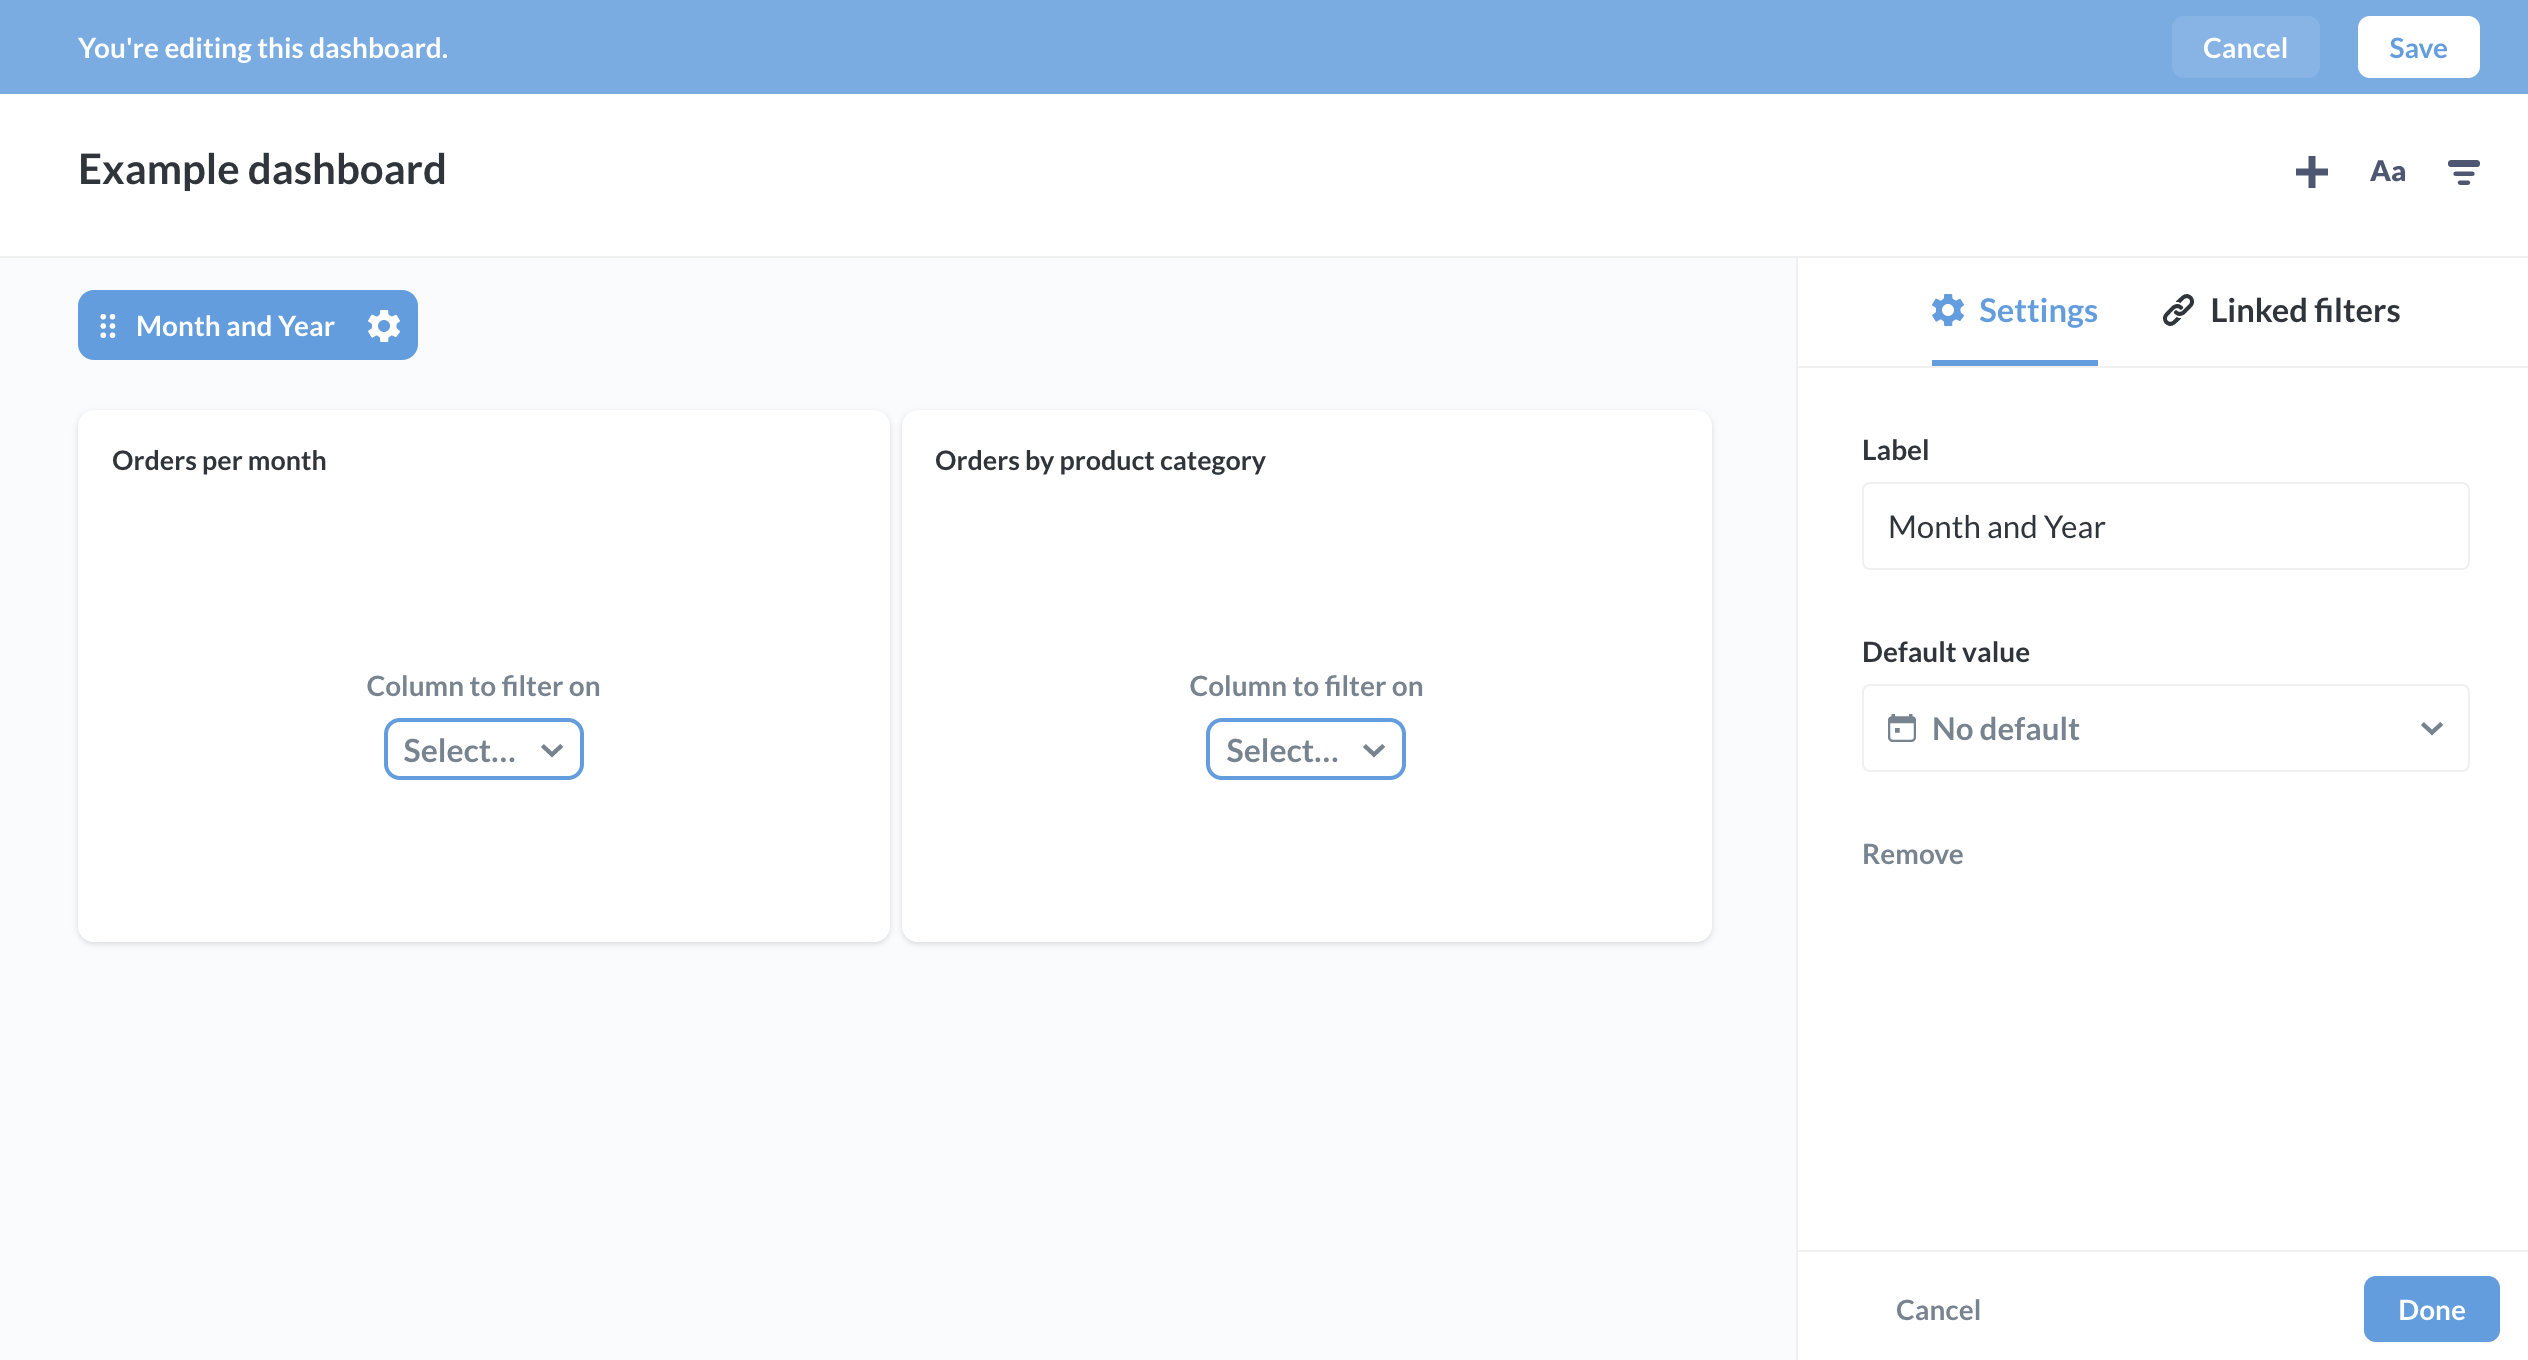 You're editing this dashboard.
Cancel
Save
Example dashboard
Aa
Month and Year
Settings
Linked filters
Orders per month
Orders by product category
Label
Month and Year
Column to filter on
Select...
Column to filter on
Select...
Default value
No default
Remove
Cancel
Done